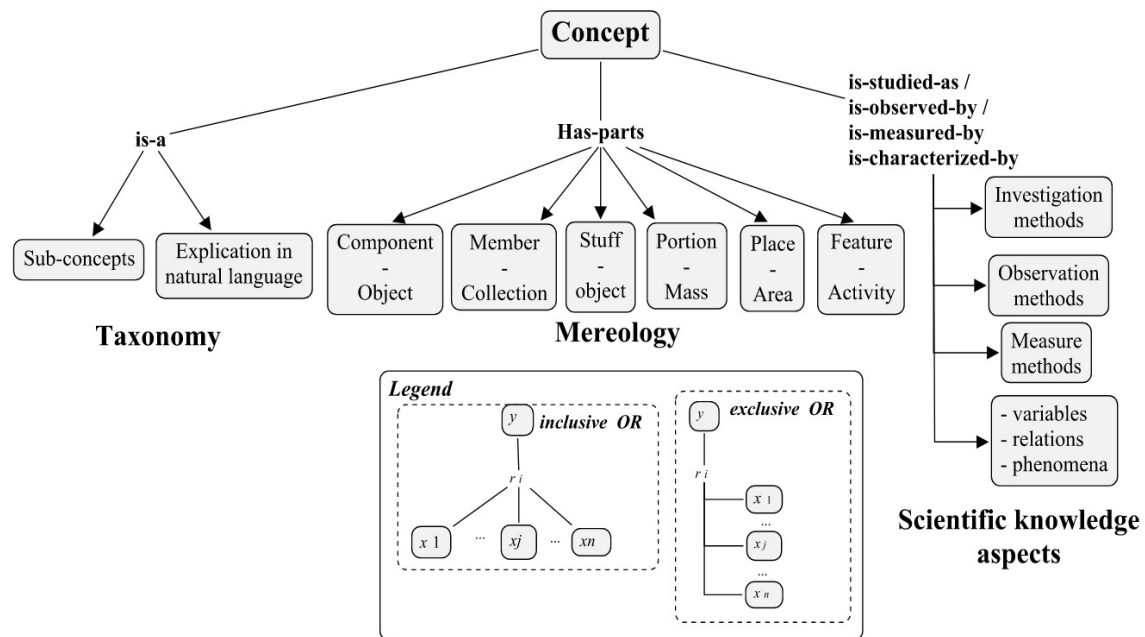 Concept
is-a
Has-parts
is-studied-as /
is-observed-by /
is-measured-by
is-characterized-by
Sub-concepts
Explication in
natural language
Taxonomy
Component
-
Object
Member
-
Collection
Stuff
-
object
Portion
-
Mass
Place
-
Area
Feature
-
Activity
Mereology
Investigation
methods
Observation
methods
Measure
methods
- variables
- relations
- phenomena
Scientific knowledge
aspects
Legend
y
inclusive OR
r i
x 1
...
xj
...
xn
y
exclusive OR
r i
x 1
...
x j
...
x n